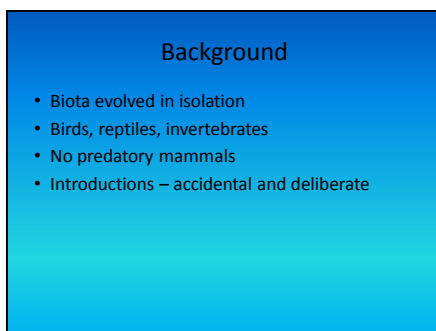 Background
• Biota evolved in isolation
• Birds, reptiles, invertebrates
• No predatory mammals
• Introductions – accidental and deliberate